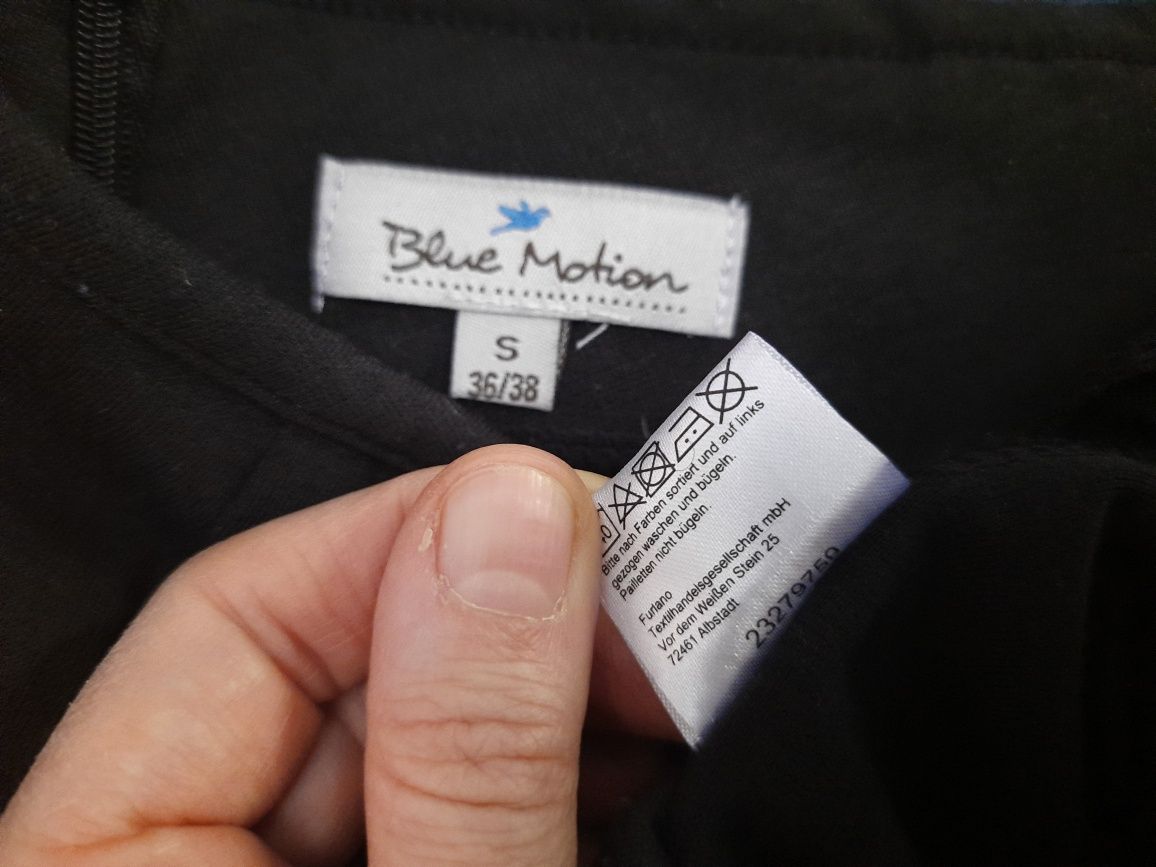 Blue Motion
S
36/38
Bitte nach Farben sortiert und auf links
gezogen waschen und bügeln.
Pailletten nicht bügeln.
Furlano
Textilhandelsgesellschaft mbH
Vor dem Weißen Stein 25
72461 Albstadt
23279750